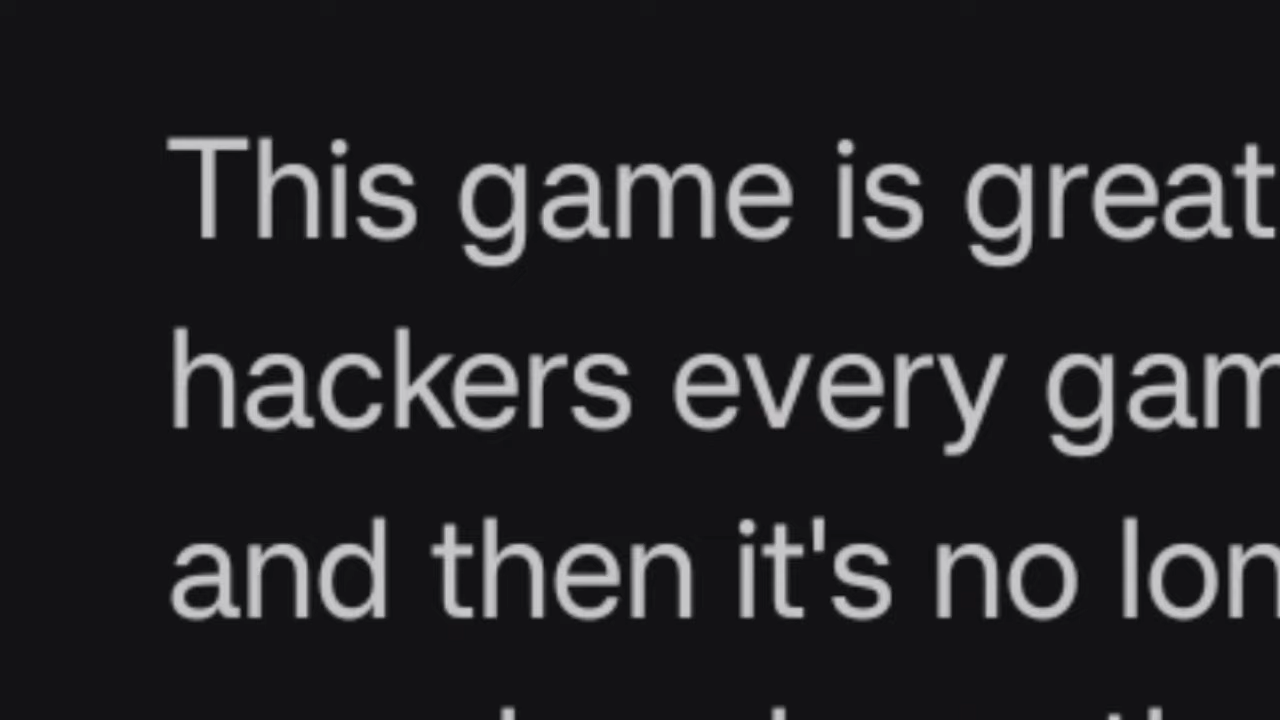 This game is great
hackers every gam
and then it's no lon